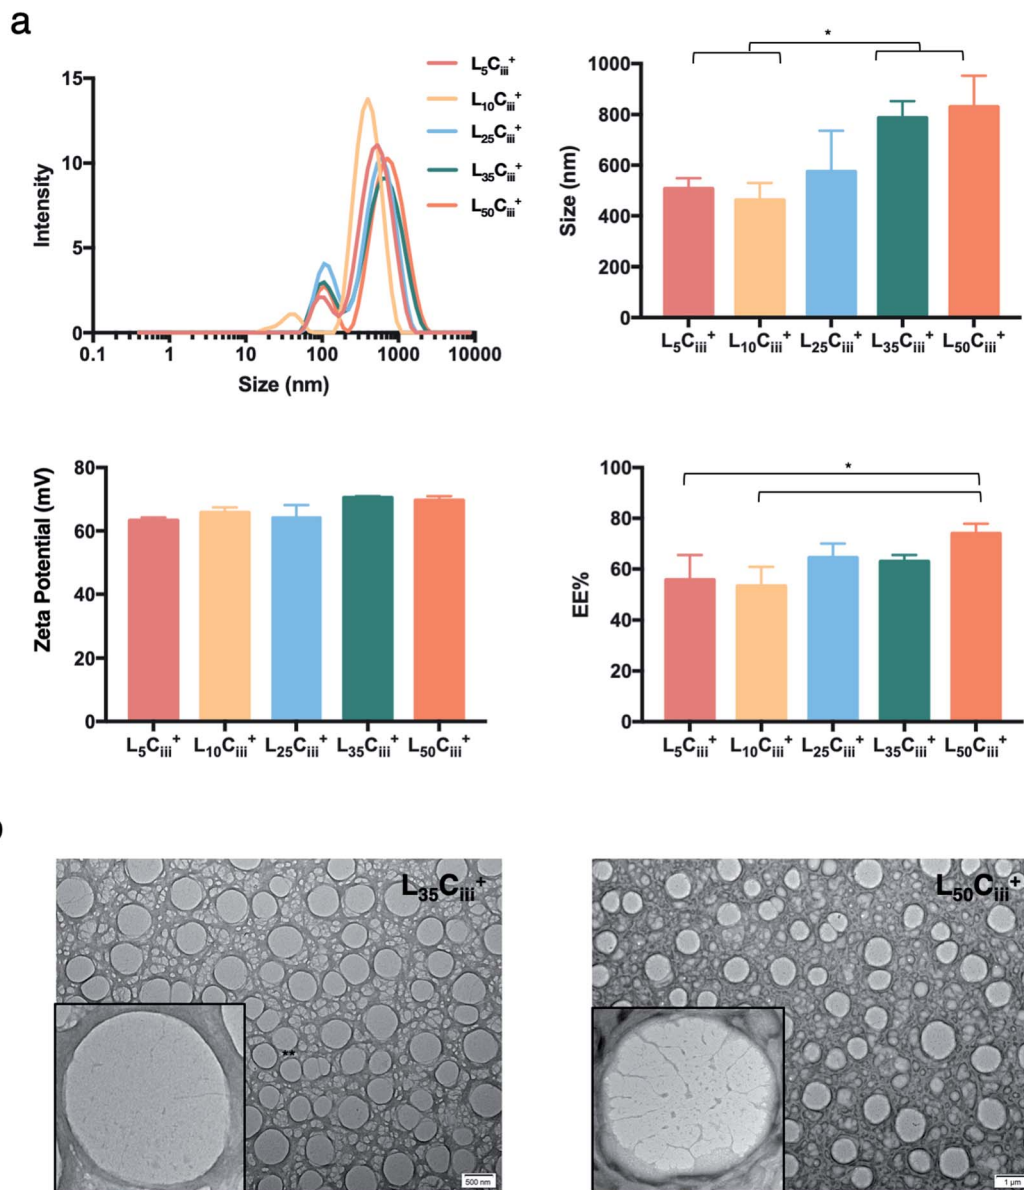 a
15
10
5
0
Intensity
0.1 1 10 100 1000 10000
Size (nm)
L5Ciii+
L10Ciii+
L25Ciii+
L35Ciii+
L50Ciii+
*
1000
800
600
400
200
0
Size (nm)
L5Ciii+ L10Ciii+ L25Ciii+ L35Ciii+ L50Ciii+
80
60
40
20
0
Zeta Potential (mV)
L5Ciii+ L10Ciii+ L25Ciii+ L35Ciii+ L50Ciii+
*
100
80
60
40
20
0
EE%
L5Ciii+ L10Ciii+ L25Ciii+ L35Ciii+ L50Ciii+
L35Ciii+
**
500 nm
L50Ciii+
1 µm